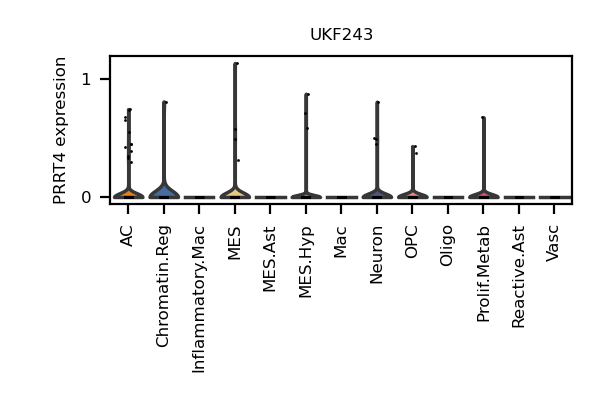 UKF243
PRRT4 expression
1
0
AC
Chromatin.Reg
Inflammatory.Mac
MES
MES.Ast
MES.Hyp
Mac
Neuron
OPC
Oligo
Prolif.Metab
Reactive.Ast
Vasc